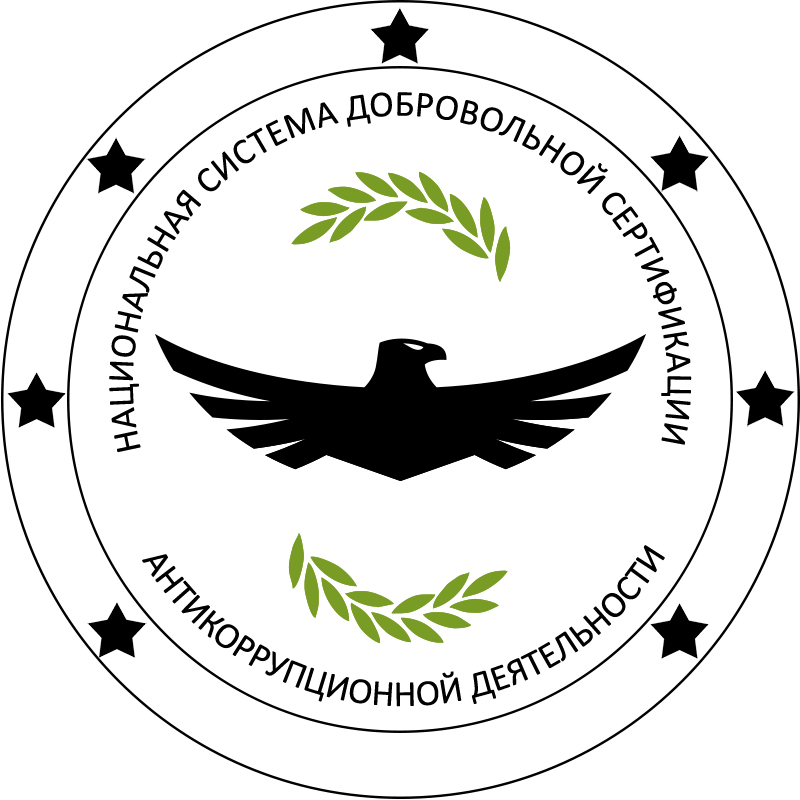 НАЦИОНАЛЬНАЯ СИСТЕМА ДОБРОВОЛЬНОЙ СЕРТИФИКАЦИИ
АНТИКОРРУПЦИОННОЙ ДЕЯТЕЛЬНОСТИ